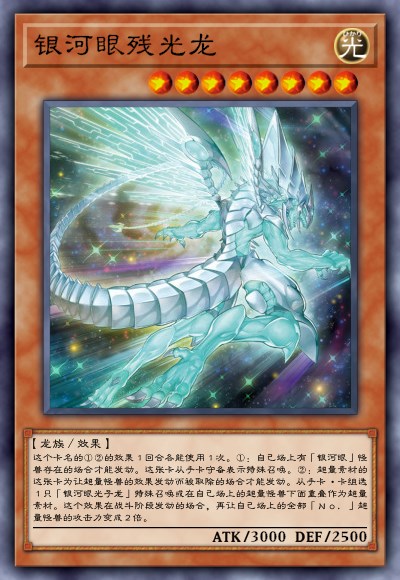 银河眼残光龙
光
ひかり
【龙族／效果】
这个卡名的①②的效果1回合各能使用1次。①：自己场上有「银河眼」怪
兽存在的场合才能发动。这张卡从手卡守备表示特殊召唤。②：超量素材的
这张卡为让超量怪兽的效果发动而被取除的场合才能发动。从手卡·卡组选
1只「银河眼光子龙」特殊召唤或在自己场上的超量怪兽下面重叠作为超量
素材。这个效果在战斗阶段发动的场合，再让自己场上的全部「No.」超
量怪兽的攻击力变成2倍。
ATK/3000 DEF/2500